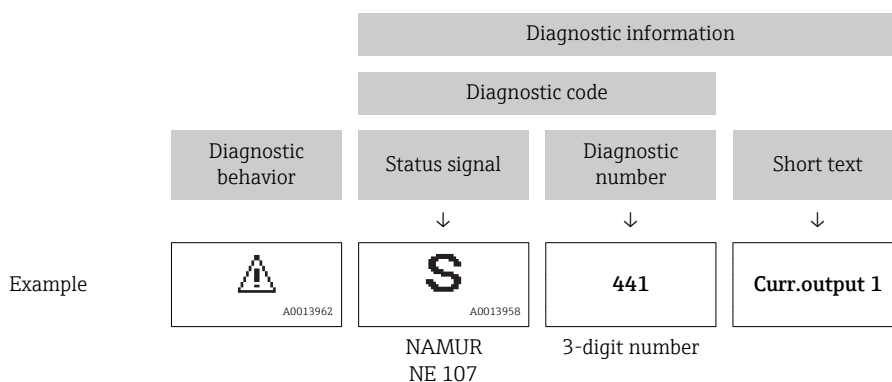 Diagnostic information
Diagnostic code
Diagnostic
behavior
Status signal
Diagnostic
number
Short text
↓ ↓ ↓
Example
A0013962
S
A0013958
441
Curr.output 1
NAMUR
NE 107
3-digit number